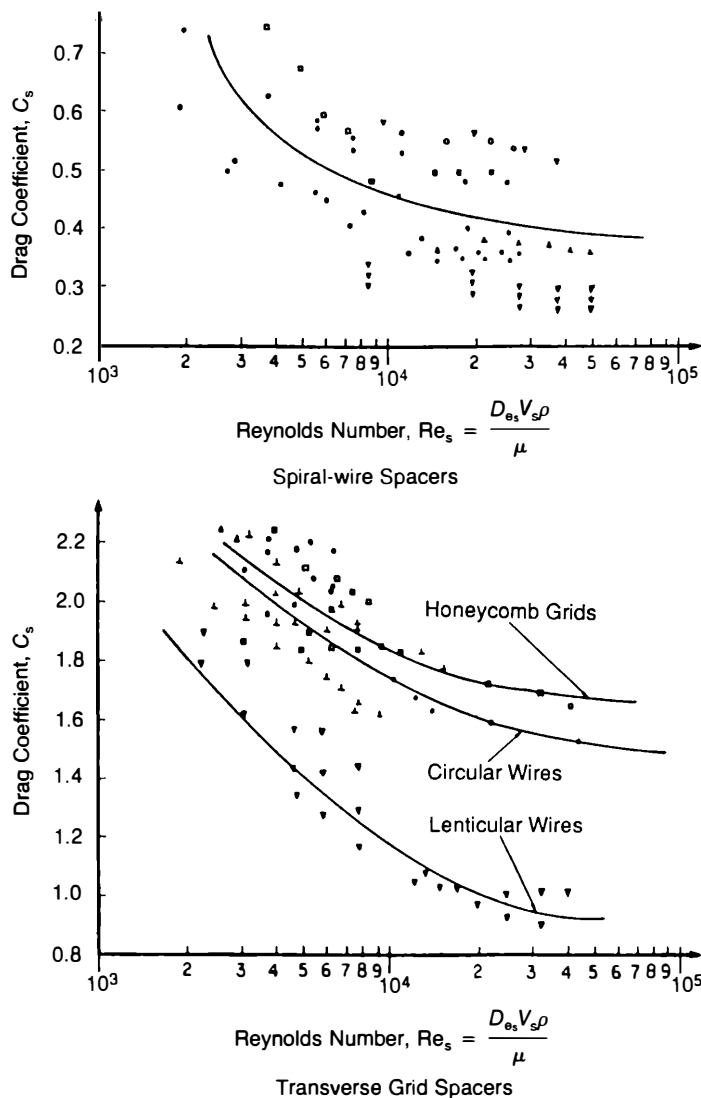 Drag Coefficient, Cₛ
0.7
0.6
0.5
0.4
0.3
0.2
10³ 2 3 4 5 6 7 8 9 10⁴ 2 3 4 5 6 7 8 9 10⁵
Reynolds Number, Reₛ = Dₑₛ Vₛρ / μ
Spiral-wire Spacers
Drag Coefficient, Cₛ
2.2
2.0
1.8
1.6
1.4
1.2
1.0
0.8
Honeycomb Grids
Circular Wires
Lenticular Wires
10³ 2 3 4 5 6 7 8 9 10⁴ 2 3 4 5 6 7 8 9 10⁵
Reynolds Number, Reₛ = Dₑₛ Vₛρ / μ
Transverse Grid Spacers